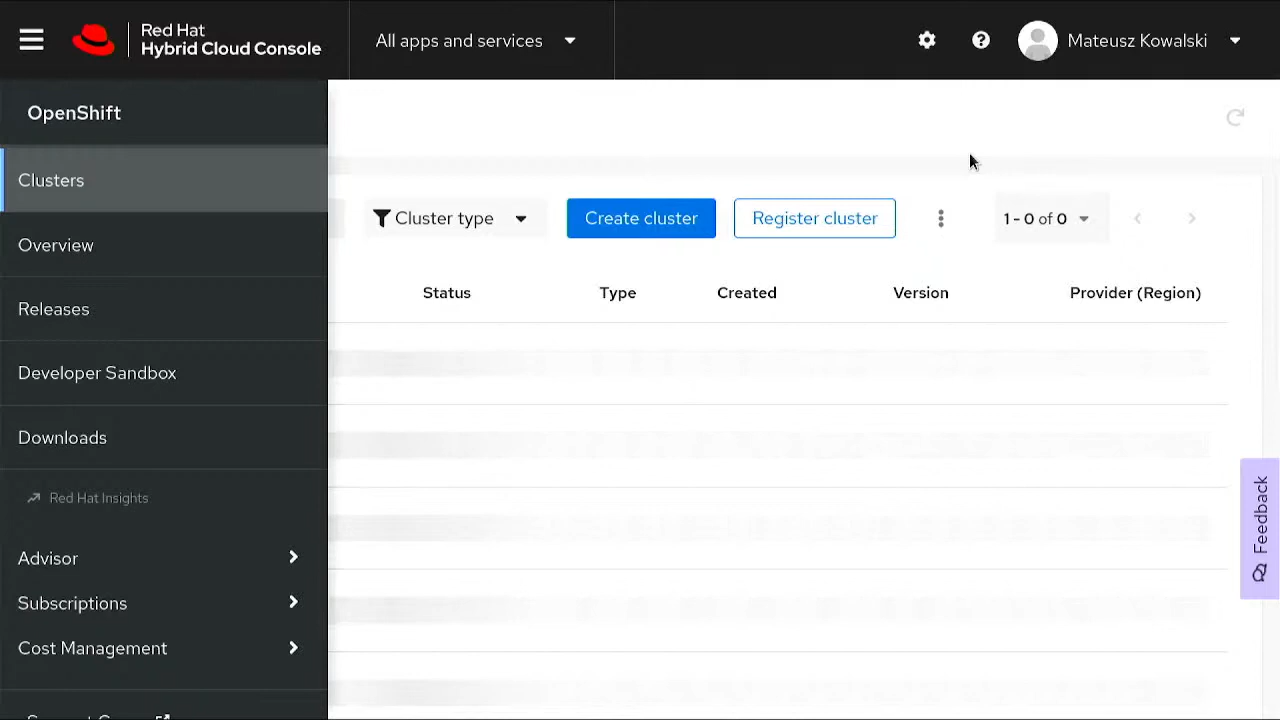 Red Hat
Hybrid Cloud Console
All apps and services
Mateusz Kowalski
OpenShift
Clusters
Overview
Releases
Developer Sandbox
Downloads
Red Hat Insights
Advisor
Subscriptions
Cost Management
Cluster type
Create cluster
Register cluster
1 - 0 of 0
Status Type Created Version Provider (Region)
Feedback